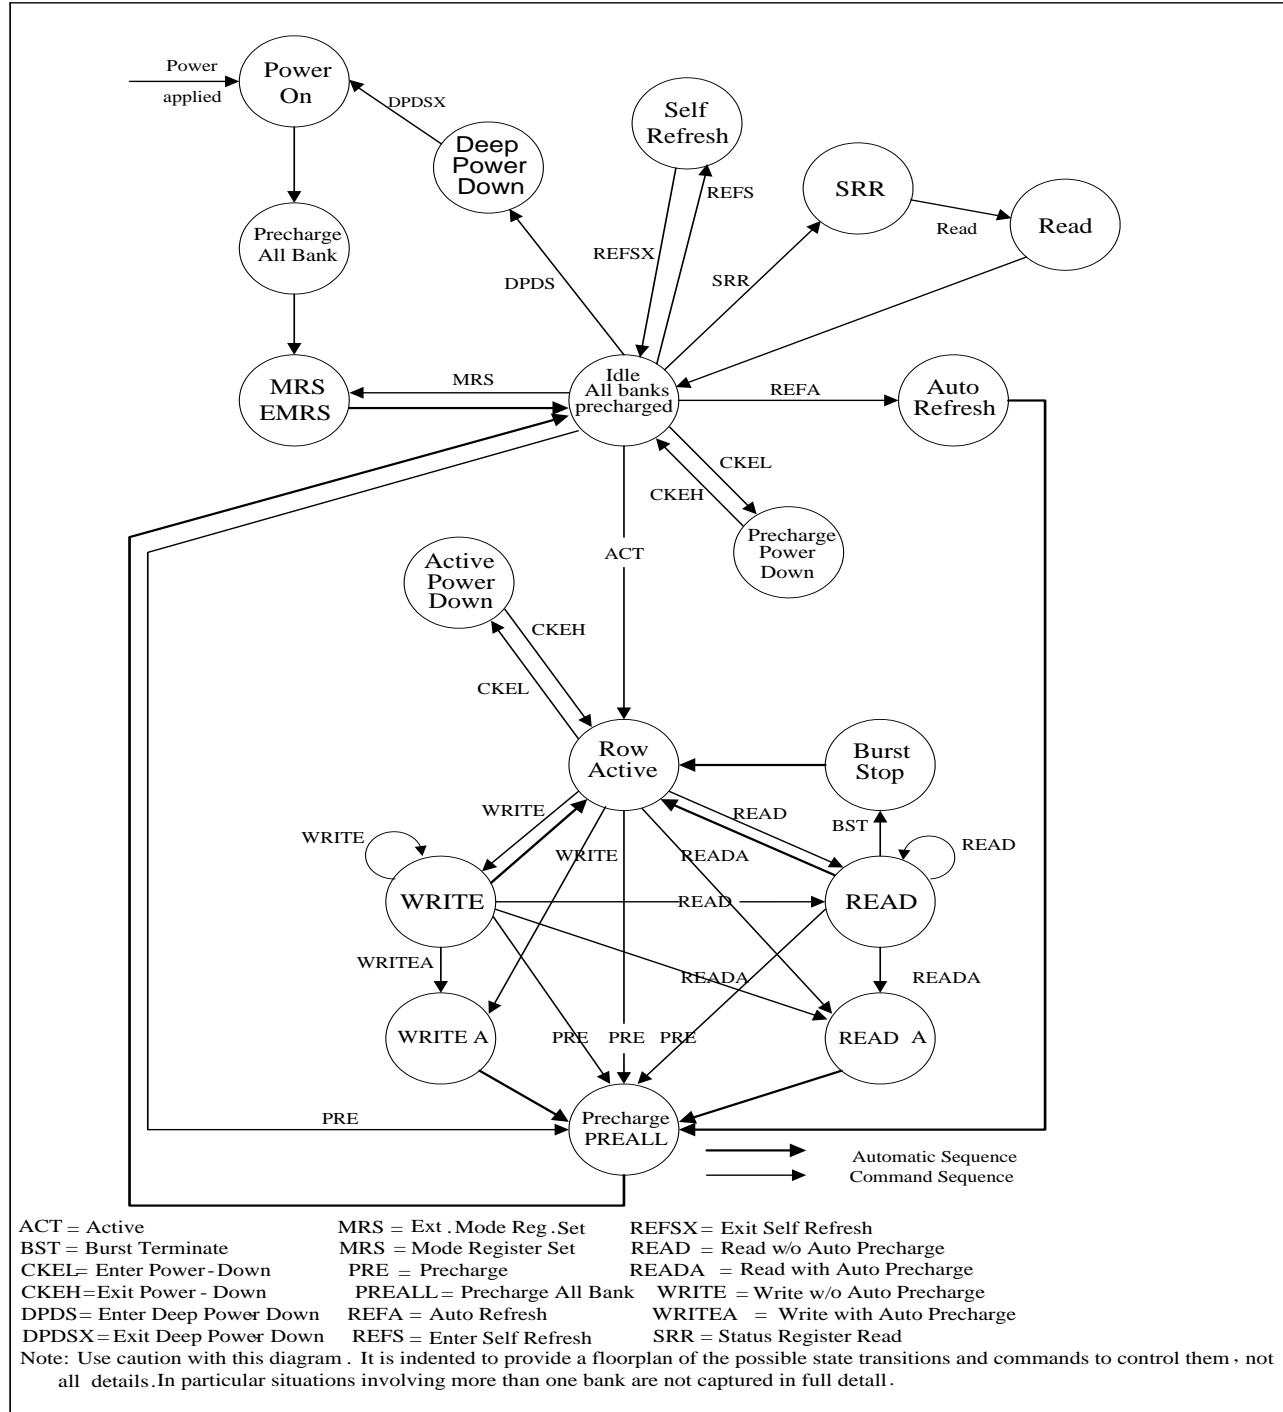 Power
applied
Power
On
DPDSX
Deep
Power
Down
Self
Refresh
REFS
SRR
Read
Read
Precharge
All Bank
REFSX
DPDS
SRR
MRS
EMRS
MRS
Idle
All banks
precharged
REFA
Auto
Refresh
CKEL
CKEH
Precharge
Power
Down
ACT
Active
Power
Down
CKEH
CKEL
Row
Active
Burst
Stop
WRITE
READ
BST
WRITE
WRITE
READA
READ
WRITE
READ
READ
WRITEA
READA
READA
WRITE A
PRE
PRE
PRE
READ A
PRE
Precharge
PREALL
Automatic Sequence
Command Sequence
ACT = Active MRS = Ext . Mode Reg .Set REFSX = Exit Self Refresh
BST = Burst Terminate MRS = Mode Register Set READ = Read w/o Auto Precharge
CKEL= Enter Power - Down PRE = Precharge READA = Read with Auto Precharge
CKEH=Exit Power - Down PREALL = Precharge All Bank WRITE = Write w/o Auto Precharge
DPDS= Enter Deep Power Down REFA = Auto Refresh WRITEA = Write with Auto Precharge
DPDSX=Exit Deep Power Down REFS = Enter Self Refresh SRR = Status Register Read
Note: Use caution with this diagram . It is indented to provide a floorplan of the possible state transitions and commands to control them , not
all details .In particular situations involving more than one bank are not captured in full detall .